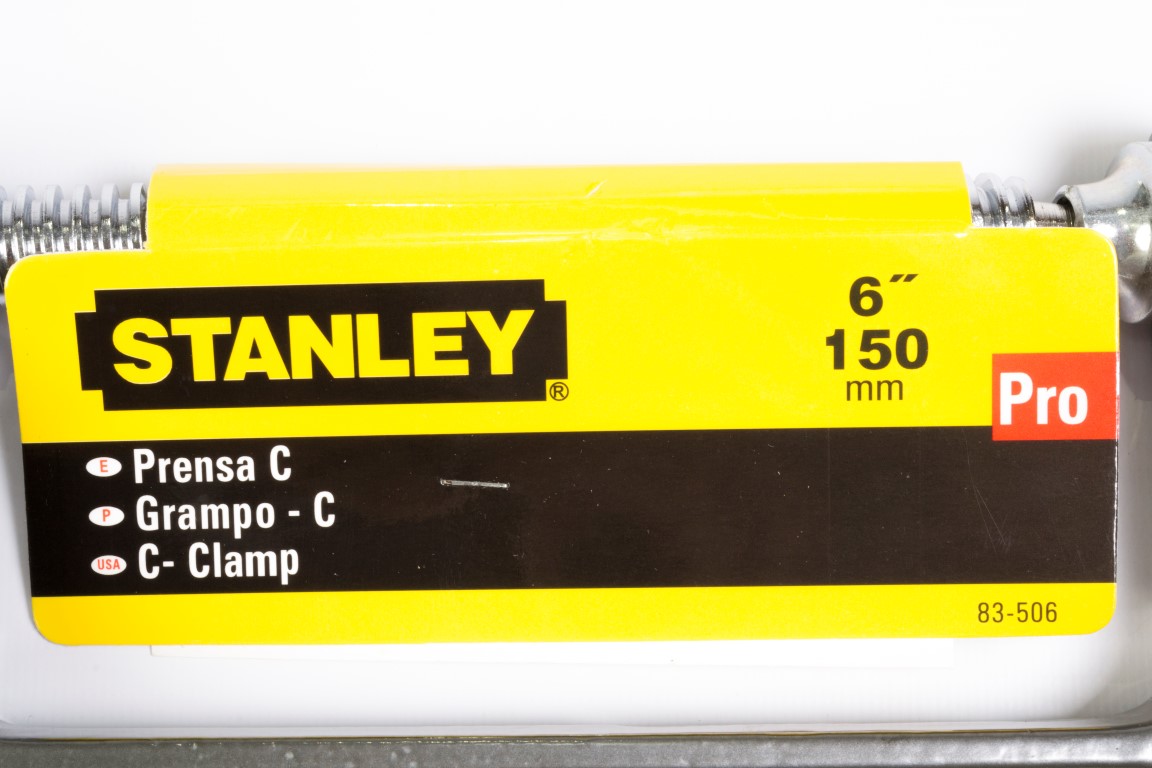 STANLEY®
6″
150
mm
Pro
E Prensa C
P Grampo - C
USA C- Clamp
83-506